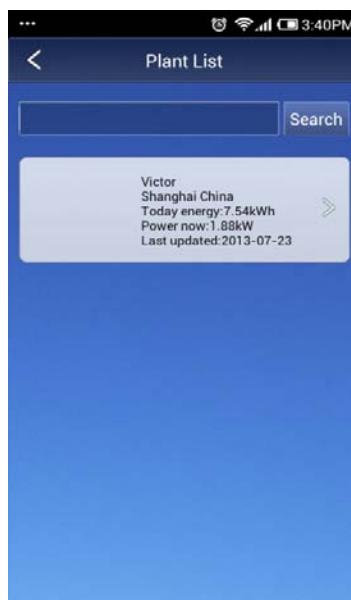 ... 3:40PM
Plant List
Search
Victor
Shanghai China
Today energy:7.54kWh
Power now:1.88kW
Last updated:2013-07-23